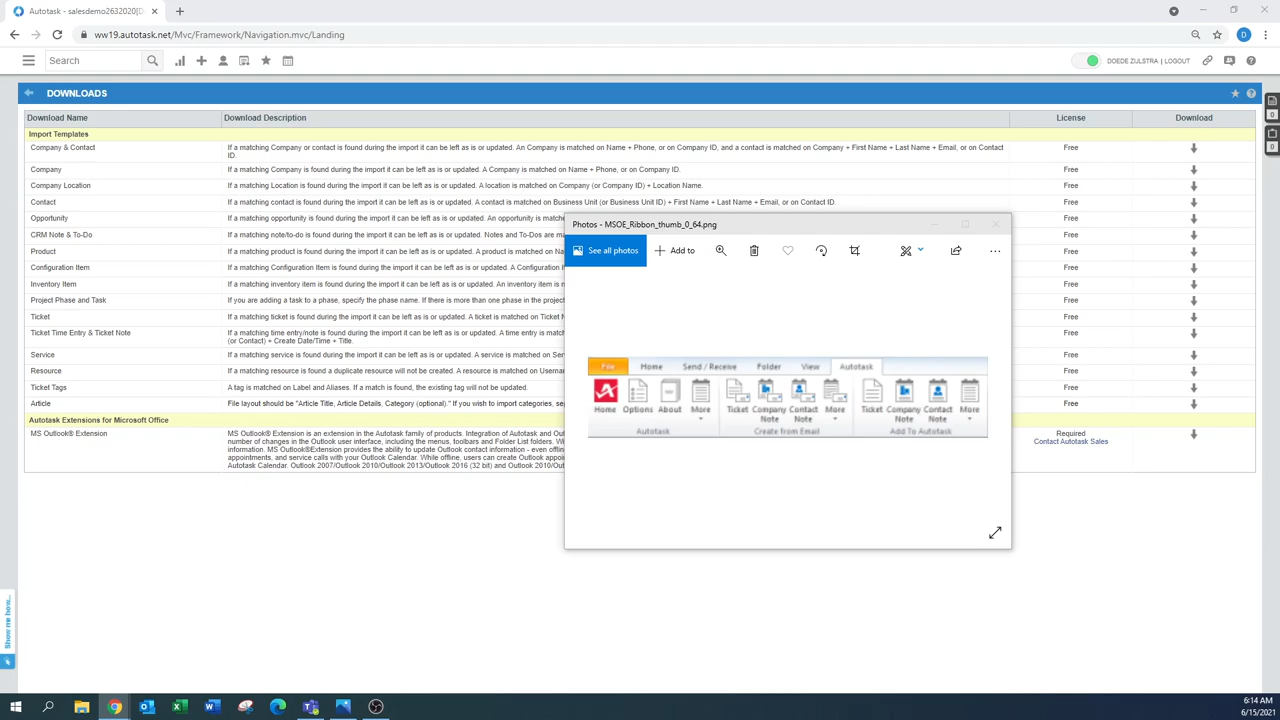 Autotask - salesdemo2632020[D
ww19.autotask.net/Mvc/Framework/Navigation.mvc/Landing
D
Search
DOEDE ZIJLSTRA | LOGOUT
DOWNLOADS
Download Name Download Description License Download
Import Templates
Company & Contact If a matching Company or contact is found during the import it can be left as is or updated. An Company is matched on Name + Phone, or on Company ID, and a contact is matched on Company + First Name + Last Name + Email, or on Contact Free
ID.
Company If a matching Company is found during the import it can be left as is or updated. A Company is matched on Name + Phone, or on Company ID. Free
Company Location If a matching Location is found during the import it can be left as is or updated. A location is matched on Company (or Company ID) + Location Name. Free
Contact If a matching contact is found during the import it can be left as is or updated. A contact is matched on Business Unit (or Business Unit ID) + First Name + Last Name + Email, or on Contact ID. Free
Opportunity If a matching opportunity is found during the import it can be left as is or updated. An opportunity is matc Free
CRM Note & To-Do If a matching note/to-do is found during the import it can be left as is or updated. Notes and To-Dos are ma Free
Product If a matching product is found during the import it can be left as is or updated. A product is matched on Na Free
Configuration Item If a matching Configuration Item is found during the import it can be left as is or updated. A Configuration I Free
Inventory Item If a matching inventory item is found during the import it can be left as is or updated. An inventory item is n Free
Project Phase and Task If you are adding a task to a phase, specify the phase name. If there is more than one phase in the project Free
Ticket If a matching ticket is found during the import it can be left as is or updated. A ticket is matched on Ticket N Free
Ticket Time Entry & Ticket Note If a matching time entry/note is found during the import it can be left as is or updated. A time entry is matc Free
(or Contact) + Create Date/Time + Title.
Service If a matching service is found during the import it can be left as is or updated. A service is matched on Serv Free
Resource If a matching resource is found a duplicate resource will not be created. A resource is matched on Userna Free
Ticket Tags A tag is matched on Label and Aliases. If a match is found, the existing tag will not be updated. Free
Article File layout should be "Article Title, Article Details, Category (optional)." If you wish to import categories, se Free
Autotask Extensions for Microsoft Office
MS Outlook® Extension MS Outlook® Extension is an extension in the Autotask family of products. Integration of Autotask and Out Required
number of changes in the Outlook user interface, including the menus, toolbars and Folder List folders. Wi Contact Autotask Sales
information. MS Outlook®Extension provides the ability to update Outlook contact information - even offlin
appointments, and service calls with your Outlook Calendar. While offline, users can create Outlook appoi
Autotask Calendar. Outlook 2007/Outlook 2010/Outlook 2013/Outlook 2016 (32 bit) and Outlook 2010/Out
0
0
Photos - MSOE_Ribbon_thumb_0_64.png
See all photos Add to
File Home Send / Receive Folder View Autotask
Home Options About More Ticket Company Note Contact Note More Ticket Company Note Contact Note More
Autotask Create from Email Add To Autotask
Show me how...
6:14 AM
6/15/2021